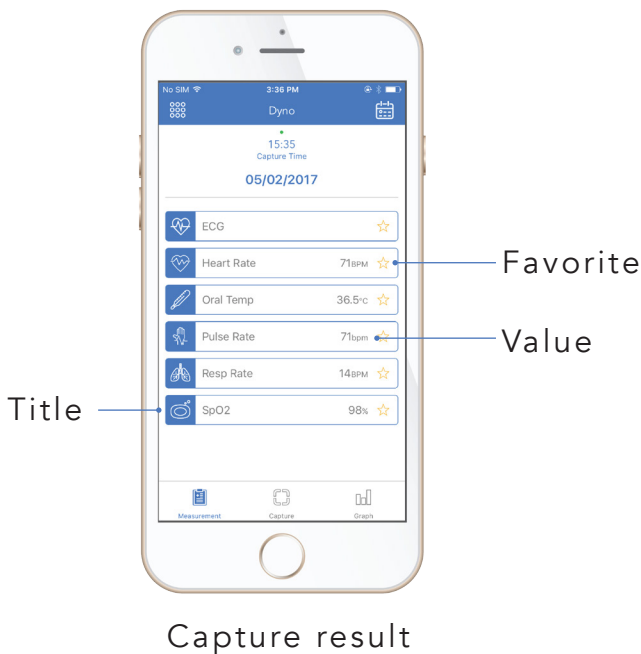 No SIM 3:36 PM
Dyno
15:35
Capture Time
05/02/2017
ECG
Heart Rate 71BPM
Favorite
Oral Temp 36.5°C
Pulse Rate 71bpm
Value
Resp Rate 14BPM
Title
SpO2 98%
Measurement Capture Graph
Capture result